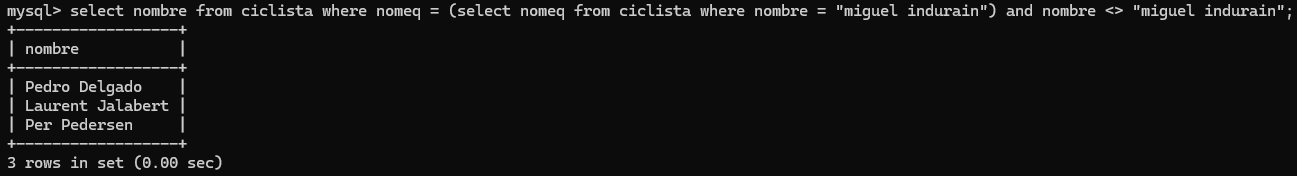 mysql> select nombre from ciclista where nomeq = (select nomeq from ciclista where nombre = "miguel indurain") and nombre <> "miguel indurain";
+------------------+
| nombre           |
+------------------+
| Pedro Delgado    |
| Laurent Jalabert |
| Per Pedersen     |
+------------------+
3 rows in set (0.00 sec)